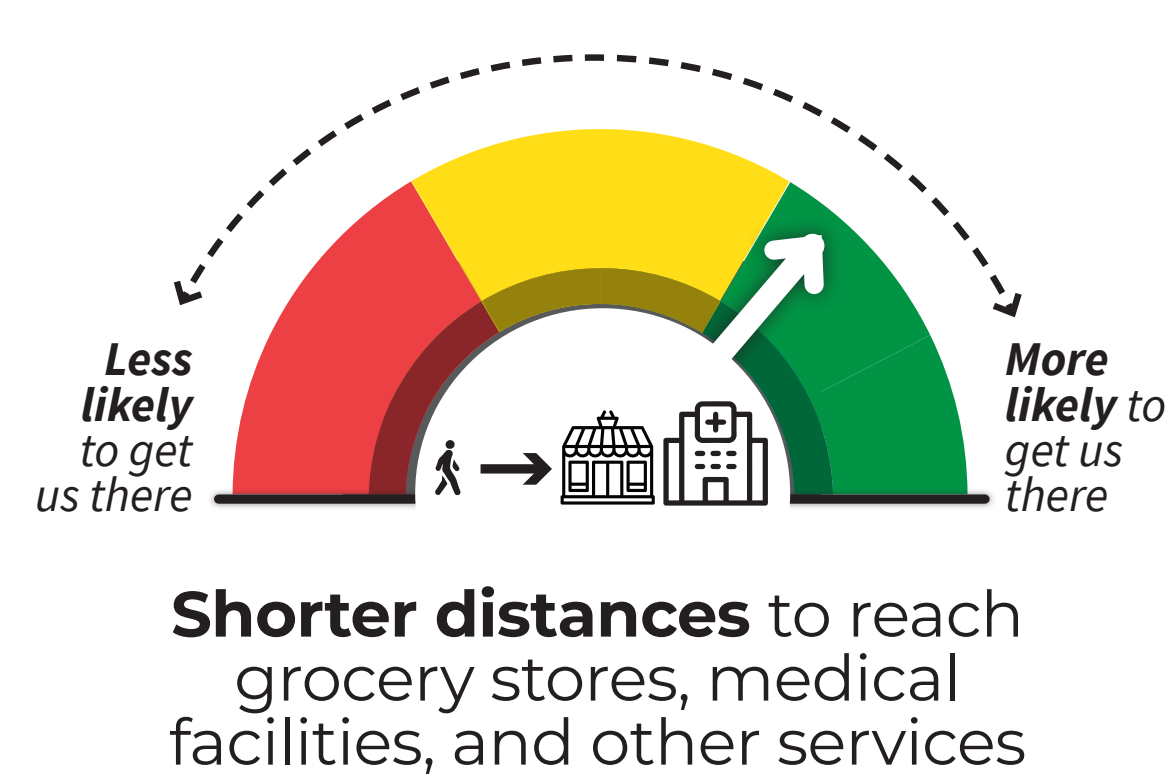 Less
likely
to get
us there
More
likely to
get us
there
Shorter distances to reach
grocery stores, medical
facilities, and other services